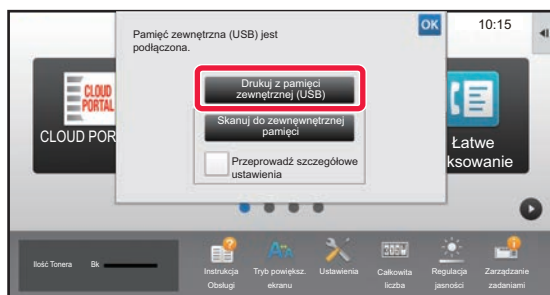 Pamięć zewnętrzna (USB) jest
podłączona.
OK
10:15
Drukuj z pamięci
zewnętrznej (USB)
Skanuj do zewnęwnętrznej
pamięci
Przeprowadź szczegółowe
ustawienia
CLOUD
PORTAL
CLOUD POR
Łatwe
ksowanie
Ilość Tonera
Bk
Instrukcja
Obsługi
Tryb powiększ.
ekranu
Ustawienia
Całkowita
liczba
Regulacja
jasności
Zarządzanie
zadaniami